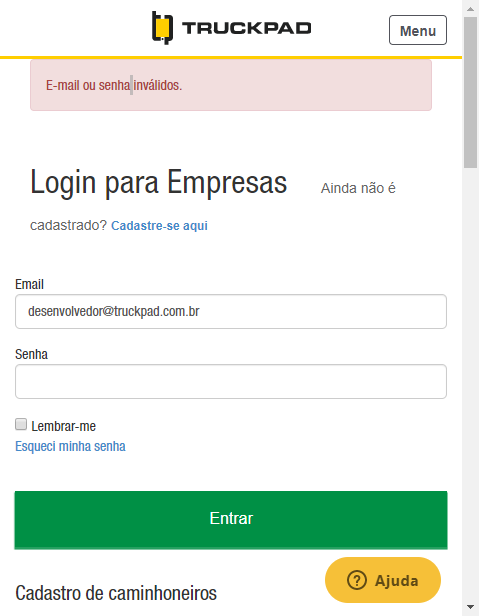 TRUCKPAD
Menu
E-mail ou senha inválidos.
Login para Empresas Ainda não é
cadastrado? Cadastre-se aqui
Email
desenvolvedor@truckpad.com.br
Senha
Lembrar-me
Esqueci minha senha
Entrar
? Ajuda
Cadastro de caminhoneiros